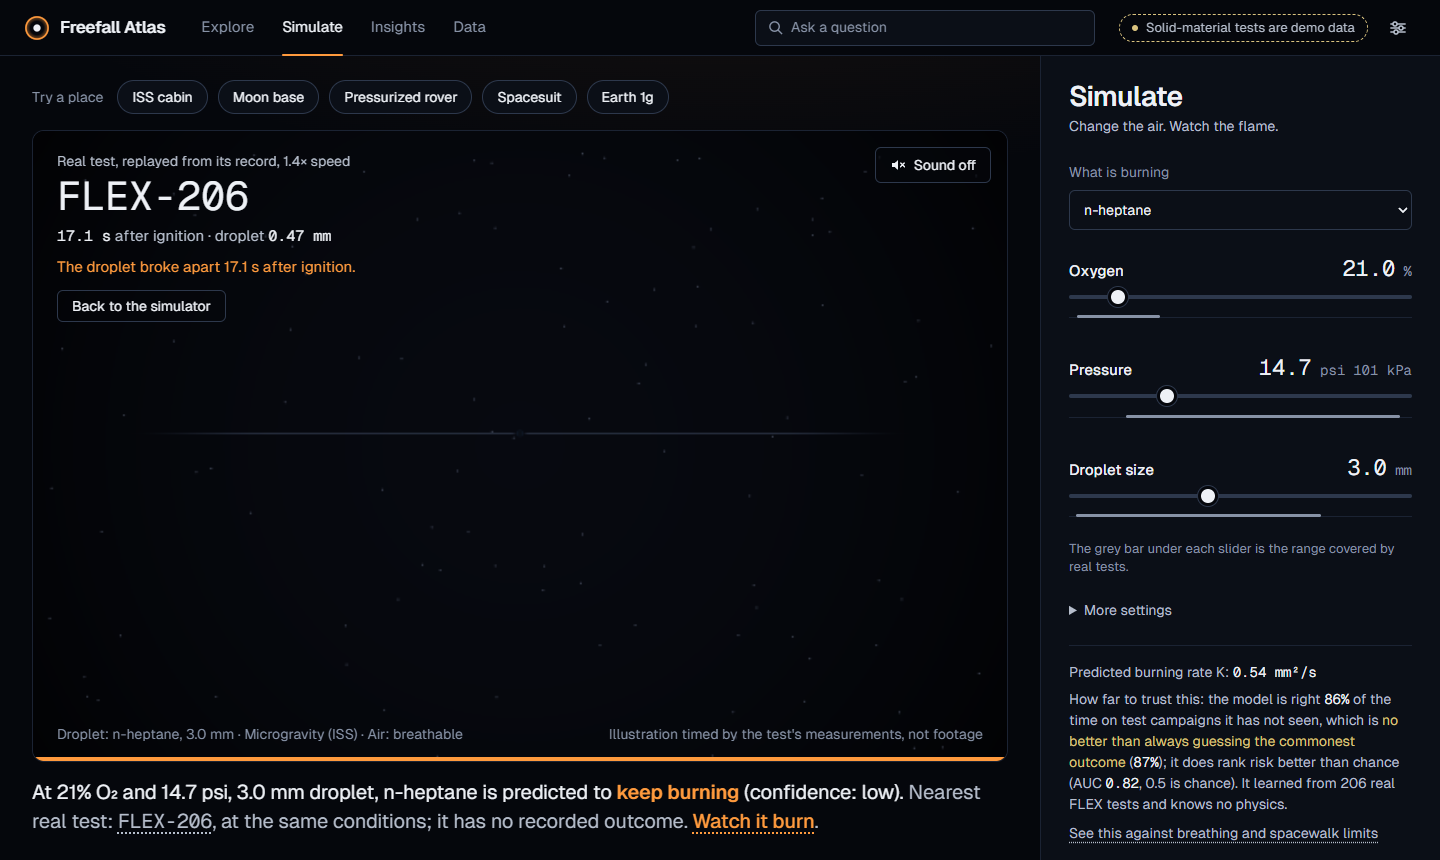 Freefall Atlas
Explore
Simulate
Insights
Data
Ask a question
Solid-material tests are demo data
Try a place
ISS cabin
Moon base
Pressurized rover
Spacesuit
Earth 1g
Real test, replayed from its record, 1.4× speed
FLEX-206
17.1 s after ignition · droplet 0.47 mm
The droplet broke apart 17.1 s after ignition.
Back to the simulator
Sound off
Droplet: n-heptane, 3.0 mm · Microgravity (ISS) · Air: breathable
Illustration timed by the test's measurements, not footage
At 21% O₂ and 14.7 psi, 3.0 mm droplet, n-heptane is predicted to keep burning (confidence: low). Nearest
real test: FLEX-206, at the same conditions; it has no recorded outcome. Watch it burn.
Simulate
Change the air. Watch the flame.
What is burning
n-heptane
Oxygen 21.0 %
Pressure 14.7 psi 101 kPa
Droplet size 3.0 mm
The grey bar under each slider is the range covered by
real tests.
More settings
Predicted burning rate K: 0.54 mm²/s
How far to trust this: the model is right 86% of the
time on test campaigns it has not seen, which is no
better than always guessing the commonest
outcome (87%); it does rank risk better than chance
(AUC 0.82, 0.5 is chance). It learned from 206 real
FLEX tests and knows no physics.
See this against breathing and spacewalk limits